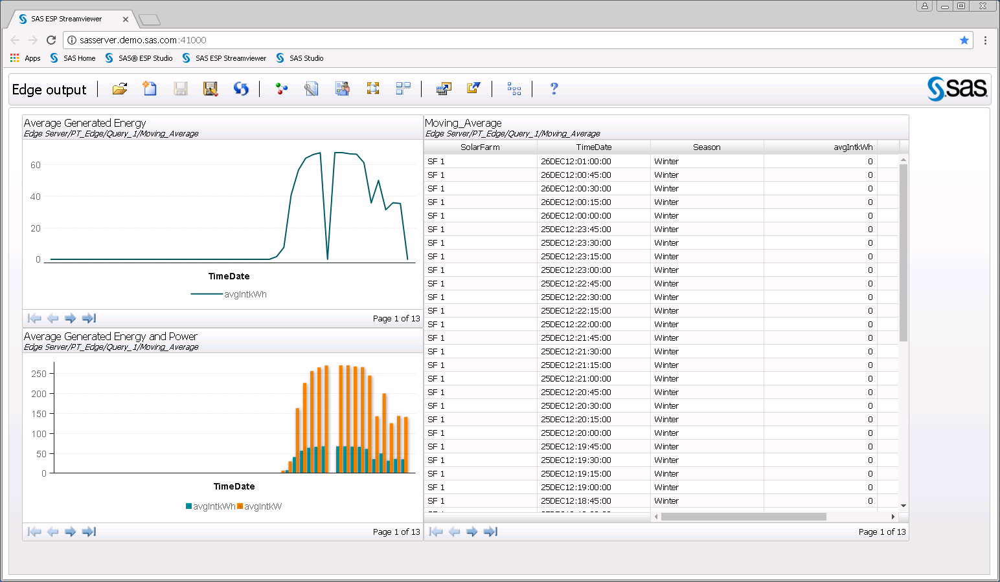 SAS ESP Streamviewer
sasserver.demo.sas.com:41000
Apps SAS Home SAS® ESP Studio SAS ESP Streamviewer SAS Studio
Edge output
? sas.
Average Generated Energy
Edge Server/PT_Edge/Query_1/Moving_Average
60
40
20
0
TimeDate
avgIntkWh
Page 1 of 13
Average Generated Energy and Power
Edge Server/PT_Edge/Query_1/Moving_Average
250
200
150
100
50
0
TimeDate
avgIntkWh avgIntkW
Page 1 of 13
Moving_Average
Edge Server/PT_Edge/Query_1/Moving_Average
SolarFarm TimeDate Season avgIntkWh
SF 1 26DEC12:01:00:00 Winter 0
SF 1 26DEC12:00:45:00 Winter 0
SF 1 26DEC12:00:30:00 Winter 0
SF 1 26DEC12:00:15:00 Winter 0
SF 1 26DEC12:00:00:00 Winter 0
SF 1 25DEC12:23:45:00 Winter 0
SF 1 25DEC12:23:30:00 Winter 0
SF 1 25DEC12:23:15:00 Winter 0
SF 1 25DEC12:23:00:00 Winter 0
SF 1 25DEC12:22:45:00 Winter 0
SF 1 25DEC12:22:30:00 Winter 0
SF 1 25DEC12:22:15:00 Winter 0
SF 1 25DEC12:22:00:00 Winter 0
SF 1 25DEC12:21:45:00 Winter 0
SF 1 25DEC12:21:30:00 Winter 0
SF 1 25DEC12:21:15:00 Winter 0
SF 1 25DEC12:21:00:00 Winter 0
SF 1 25DEC12:20:45:00 Winter 0
SF 1 25DEC12:20:30:00 Winter 0
SF 1 25DEC12:20:15:00 Winter 0
SF 1 25DEC12:20:00:00 Winter 0
SF 1 25DEC12:19:45:00 Winter 0
SF 1 25DEC12:19:30:00 Winter 0
SF 1 25DEC12:19:15:00 Winter 0
SF 1 25DEC12:19:00:00 Winter 0
SF 1 25DEC12:18:45:00 Winter 0
Page 1 of 13